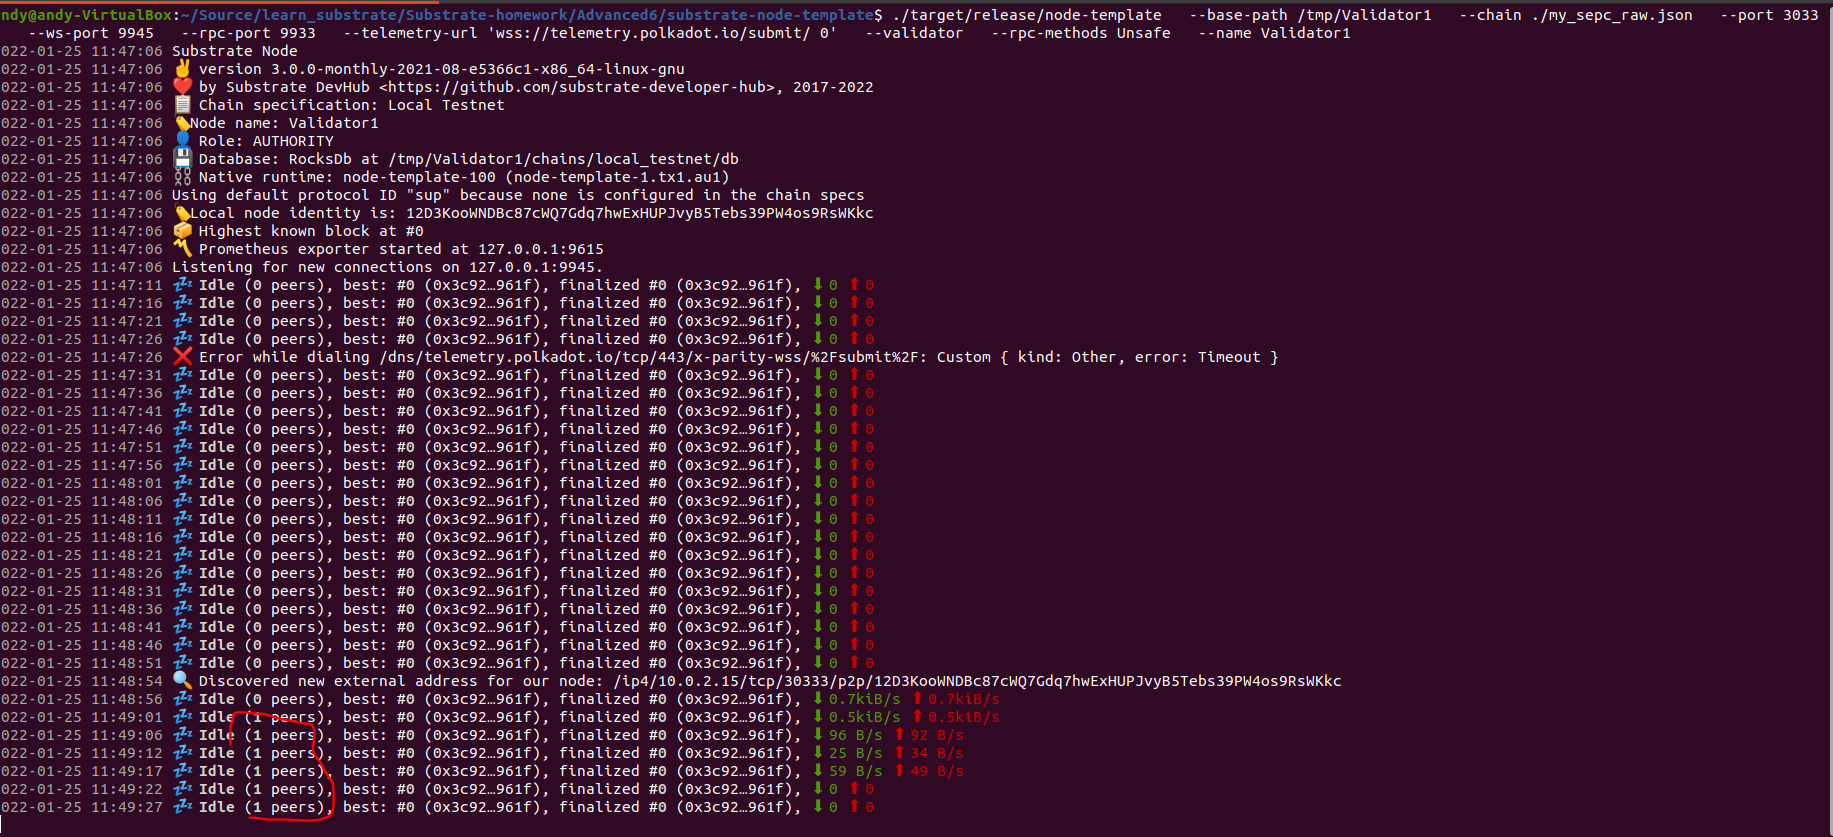 ndy@andy-VirtualBox:~/Source/learn_substrate/Substrate-homework/Advanced6/substrate-node-template$ ./target/release/node-template   --base-path /tmp/Validator1   --chain ./my_sepc_raw.json   --port 3033
   --ws-port 9945   --rpc-port 9933   --telemetry-url 'wss://telemetry.polkadot.io/submit/ 0'   --validator   --rpc-methods Unsafe   --name Validator1
022-01-25 11:47:06 Substrate Node
022-01-25 11:47:06 ✌️ version 3.0.0-monthly-2021-08-e5366c1-x86_64-linux-gnu
022-01-25 11:47:06 ❤️ by Substrate DevHub <https://github.com/substrate-developer-hub>, 2017-2022
022-01-25 11:47:06 📋 Chain specification: Local Testnet
022-01-25 11:47:06 🏷 Node name: Validator1
022-01-25 11:47:06 👤 Role: AUTHORITY
022-01-25 11:47:06 💾 Database: RocksDb at /tmp/Validator1/chains/local_testnet/db
022-01-25 11:47:06 ⛓ Native runtime: node-template-100 (node-template-1.tx1.au1)
022-01-25 11:47:06 Using default protocol ID "sup" because none is configured in the chain specs
022-01-25 11:47:06 🏷 Local node identity is: 12D3KooWNDBc87cWQ7Gdq7hwExHUPJvyB5Tebs39PW4os9RsWKkc
022-01-25 11:47:06 📦 Highest known block at #0
022-01-25 11:47:06 〽️ Prometheus exporter started at 127.0.0.1:9615
022-01-25 11:47:06 Listening for new connections on 127.0.0.1:9945.
022-01-25 11:47:11 💤 Idle (0 peers), best: #0 (0x3c92…961f), finalized #0 (0x3c92…961f), ⬇ 0 ⬆ 0
022-01-25 11:47:16 💤 Idle (0 peers), best: #0 (0x3c92…961f), finalized #0 (0x3c92…961f), ⬇ 0 ⬆ 0
022-01-25 11:47:21 💤 Idle (0 peers), best: #0 (0x3c92…961f), finalized #0 (0x3c92…961f), ⬇ 0 ⬆ 0
022-01-25 11:47:26 💤 Idle (0 peers), best: #0 (0x3c92…961f), finalized #0 (0x3c92…961f), ⬇ 0 ⬆ 0
022-01-25 11:47:26 ❌ Error while dialing /dns/telemetry.polkadot.io/tcp/443/x-parity-wss/%2Fsubmit%2F: Custom { kind: Other, error: Timeout }
022-01-25 11:47:31 💤 Idle (0 peers), best: #0 (0x3c92…961f), finalized #0 (0x3c92…961f), ⬇ 0 ⬆ 0
022-01-25 11:47:36 💤 Idle (0 peers), best: #0 (0x3c92…961f), finalized #0 (0x3c92…961f), ⬇ 0 ⬆ 0
022-01-25 11:47:41 💤 Idle (0 peers), best: #0 (0x3c92…961f), finalized #0 (0x3c92…961f), ⬇ 0 ⬆ 0
022-01-25 11:47:46 💤 Idle (0 peers), best: #0 (0x3c92…961f), finalized #0 (0x3c92…961f), ⬇ 0 ⬆ 0
022-01-25 11:47:51 💤 Idle (0 peers), best: #0 (0x3c92…961f), finalized #0 (0x3c92…961f), ⬇ 0 ⬆ 0
022-01-25 11:47:56 💤 Idle (0 peers), best: #0 (0x3c92…961f), finalized #0 (0x3c92…961f), ⬇ 0 ⬆ 0
022-01-25 11:48:01 💤 Idle (0 peers), best: #0 (0x3c92…961f), finalized #0 (0x3c92…961f), ⬇ 0 ⬆ 0
022-01-25 11:48:06 💤 Idle (0 peers), best: #0 (0x3c92…961f), finalized #0 (0x3c92…961f), ⬇ 0 ⬆ 0
022-01-25 11:48:11 💤 Idle (0 peers), best: #0 (0x3c92…961f), finalized #0 (0x3c92…961f), ⬇ 0 ⬆ 0
022-01-25 11:48:16 💤 Idle (0 peers), best: #0 (0x3c92…961f), finalized #0 (0x3c92…961f), ⬇ 0 ⬆ 0
022-01-25 11:48:21 💤 Idle (0 peers), best: #0 (0x3c92…961f), finalized #0 (0x3c92…961f), ⬇ 0 ⬆ 0
022-01-25 11:48:26 💤 Idle (0 peers), best: #0 (0x3c92…961f), finalized #0 (0x3c92…961f), ⬇ 0 ⬆ 0
022-01-25 11:48:31 💤 Idle (0 peers), best: #0 (0x3c92…961f), finalized #0 (0x3c92…961f), ⬇ 0 ⬆ 0
022-01-25 11:48:36 💤 Idle (0 peers), best: #0 (0x3c92…961f), finalized #0 (0x3c92…961f), ⬇ 0 ⬆ 0
022-01-25 11:48:41 💤 Idle (0 peers), best: #0 (0x3c92…961f), finalized #0 (0x3c92…961f), ⬇ 0 ⬆ 0
022-01-25 11:48:46 💤 Idle (0 peers), best: #0 (0x3c92…961f), finalized #0 (0x3c92…961f), ⬇ 0 ⬆ 0
022-01-25 11:48:51 💤 Idle (0 peers), best: #0 (0x3c92…961f), finalized #0 (0x3c92…961f), ⬇ 0 ⬆ 0
022-01-25 11:48:54 🔍 Discovered new external address for our node: /ip4/10.0.2.15/tcp/30333/p2p/12D3KooWNDBc87cWQ7Gdq7hwExHUPJvyB5Tebs39PW4os9RsWKkc
022-01-25 11:48:56 💤 Idle (0 peers), best: #0 (0x3c92…961f), finalized #0 (0x3c92…961f), ⬇ 0.7kiB/s ⬆ 0.7kiB/s
022-01-25 11:49:01 💤 Idle (1 peers), best: #0 (0x3c92…961f), finalized #0 (0x3c92…961f), ⬇ 0.5kiB/s ⬆ 0.5kiB/s
022-01-25 11:49:06 💤 Idle (1 peers), best: #0 (0x3c92…961f), finalized #0 (0x3c92…961f), ⬇ 96 B/s ⬆ 92 B/s
022-01-25 11:49:12 💤 Idle (1 peers), best: #0 (0x3c92…961f), finalized #0 (0x3c92…961f), ⬇ 25 B/s ⬆ 34 B/s
022-01-25 11:49:17 💤 Idle (1 peers), best: #0 (0x3c92…961f), finalized #0 (0x3c92…961f), ⬇ 59 B/s ⬆ 49 B/s
022-01-25 11:49:22 💤 Idle (1 peers), best: #0 (0x3c92…961f), finalized #0 (0x3c92…961f), ⬇ 0 ⬆ 0
022-01-25 11:49:27 💤 Idle (1 peers), best: #0 (0x3c92…961f), finalized #0 (0x3c92…961f), ⬇ 0 ⬆ 0